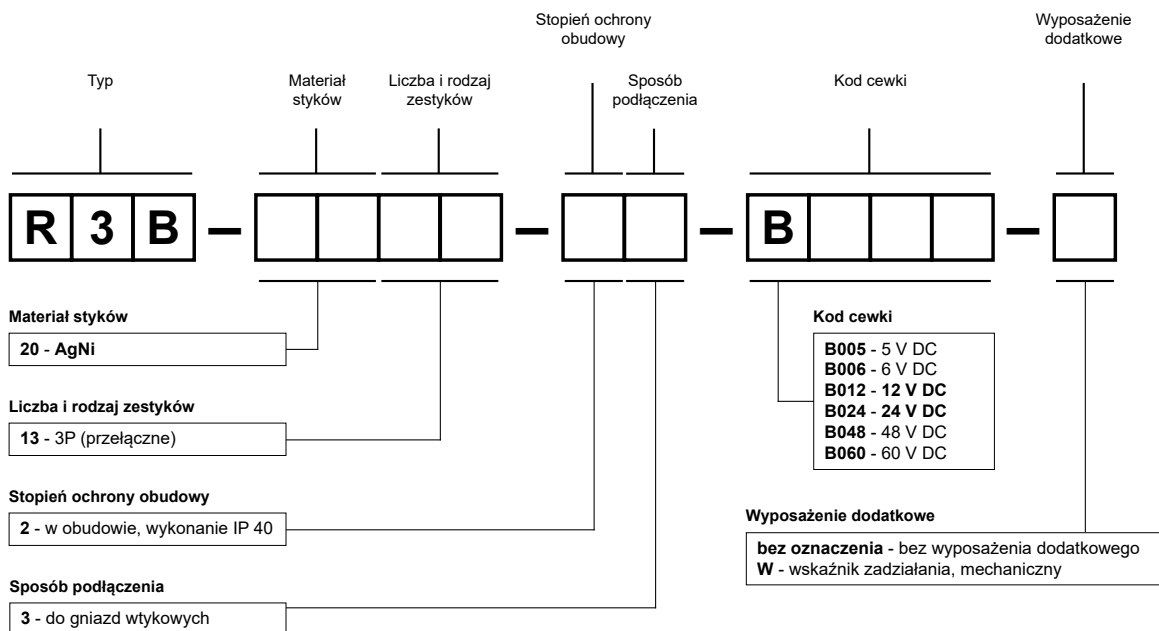 Stopień ochrony
obudowy
Wyposażenie
dodatkowe
Typ
Materiał
styków
Liczba i rodzaj
zestyków
Sposób
podłączenia
Kod cewki
R 3 B – – – B –
Materiał styków
20 - AgNi
Liczba i rodzaj zestyków
13 - 3P (przełączne)
Stopień ochrony obudowy
2 - w obudowie, wykonanie IP 40
Sposób podłączenia
3 - do gniazd wtykowych
Kod cewki
B005 - 5 V DC
B006 - 6 V DC
B012 - 12 V DC
B024 - 24 V DC
B048 - 48 V DC
B060 - 60 V DC
Wyposażenie dodatkowe
bez oznaczenia - bez wyposażenia dodatkowego
W - wskaźnik zadziałania, mechaniczny